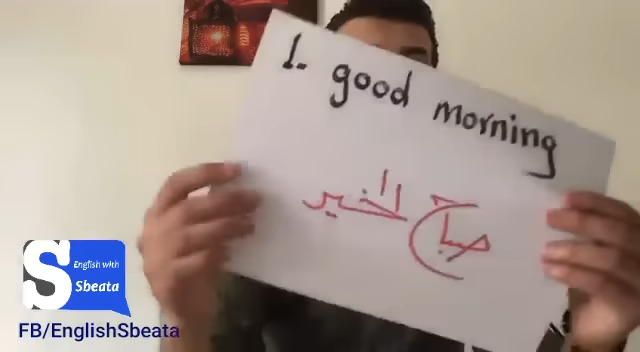 1- good morning
صباح الخير
S English with
Sbeata
FB/EnglishSbeata